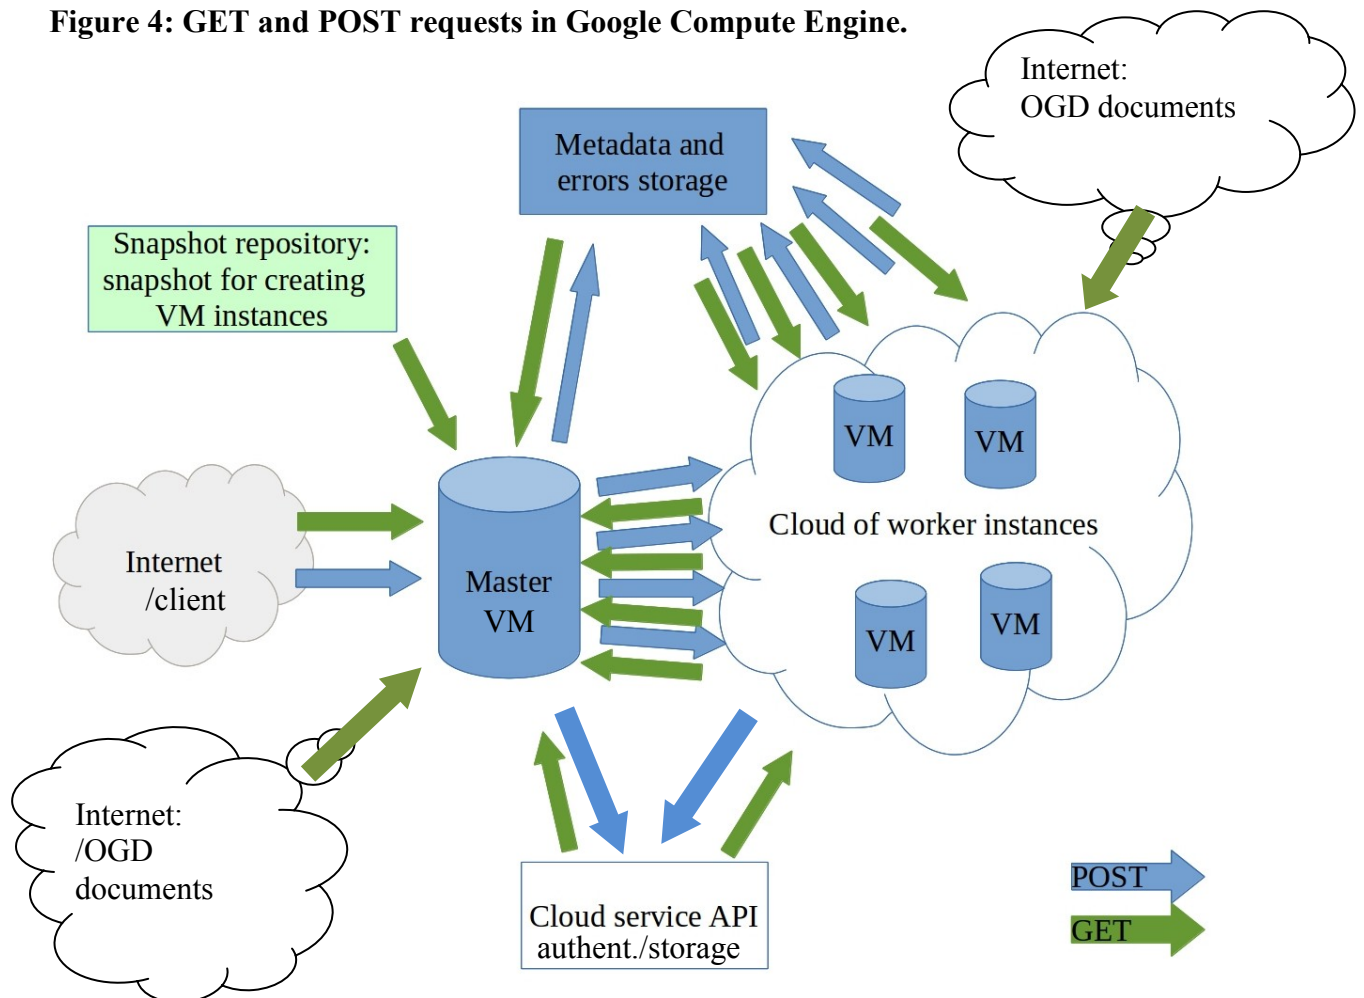 Figure 4: GET and POST requests in Google Compute Engine.
Internet:
OGD documents
Metadata and
errors storage
Snapshot repository:
snapshot for creating
VM instances
VM
VM
Cloud of worker instances
Internet
/client
Master
VM
VM
VM
Internet:
/OGD
documents
POST
GET
Cloud service API
authent./storage